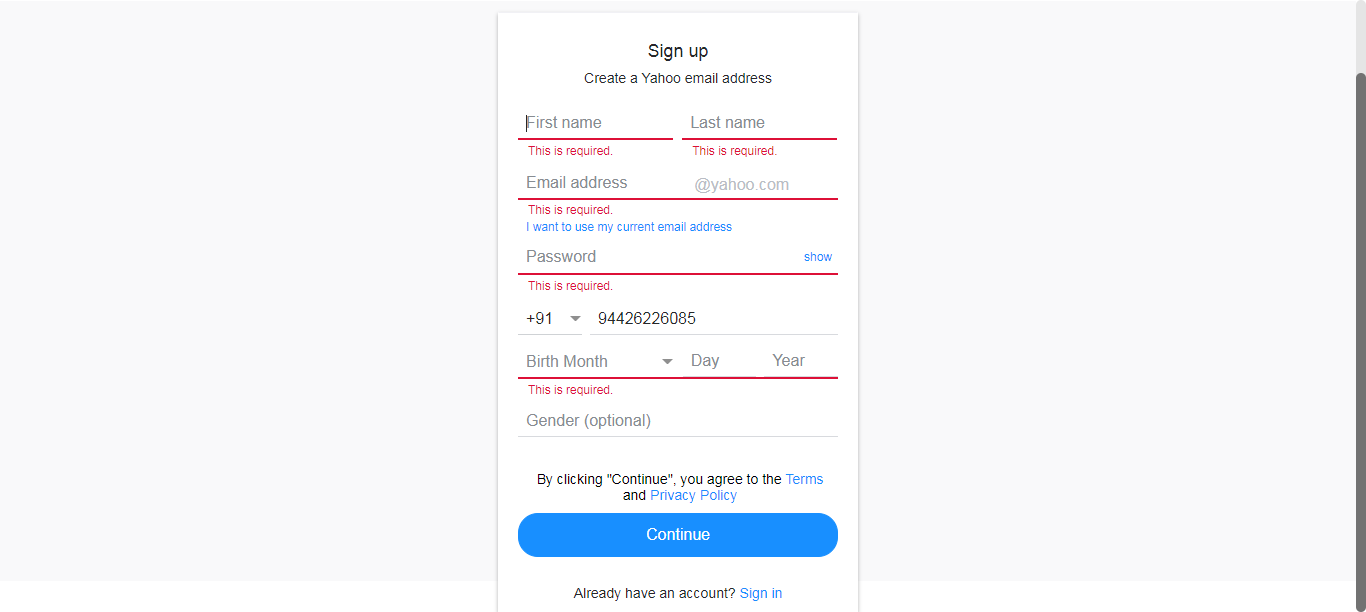 Sign up
Create a Yahoo email address
First name Last name
This is required. This is required.
Email address @yahoo.com
This is required.
I want to use my current email address
Password show
This is required.
+91 94426226085
Birth Month Day Year
This is required.
Gender (optional)
By clicking "Continue", you agree to the Terms
and Privacy Policy
Continue
Already have an account? Sign in